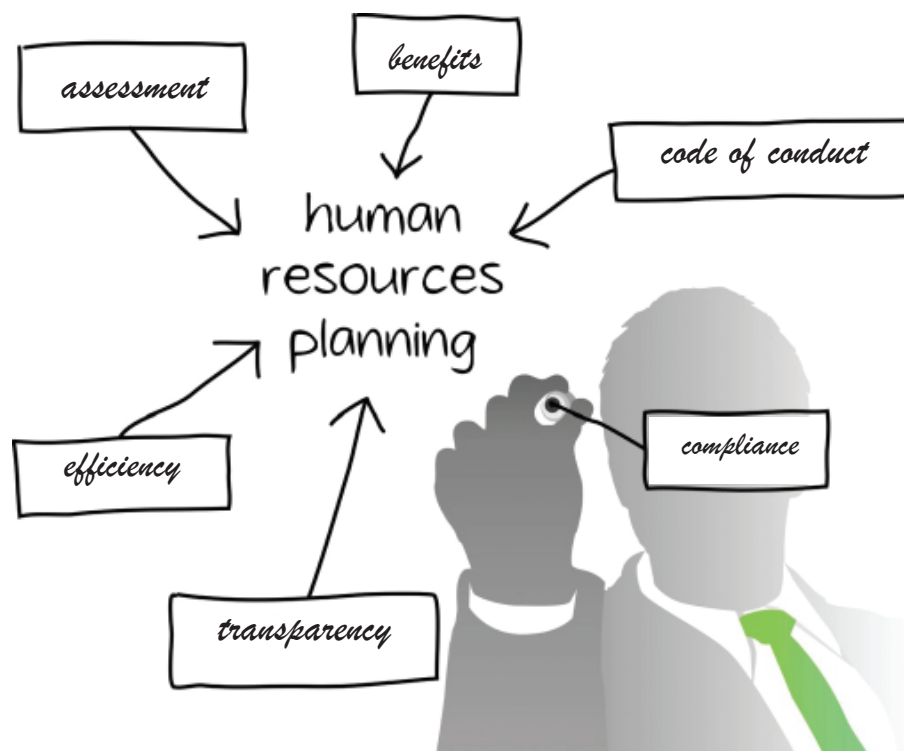 benefits
assessment
code of conduct
human
resources
planning
compliance
efficiency
transparency